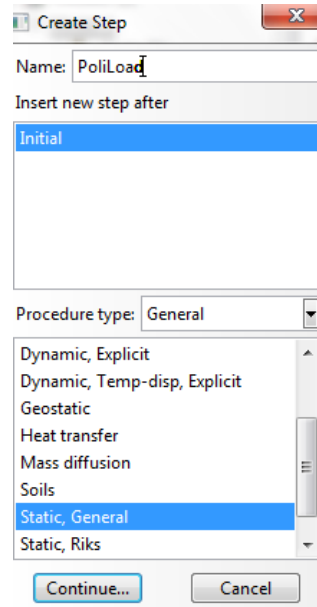 Create Step
Name: PoliLoad
Insert new step after
Initial
Procedure type: General
Dynamic, Explicit
Dynamic, Temp-disp, Explicit
Geostatic
Heat transfer
Mass diffusion
Soils
Static, General
Static, Riks
Continue... Cancel